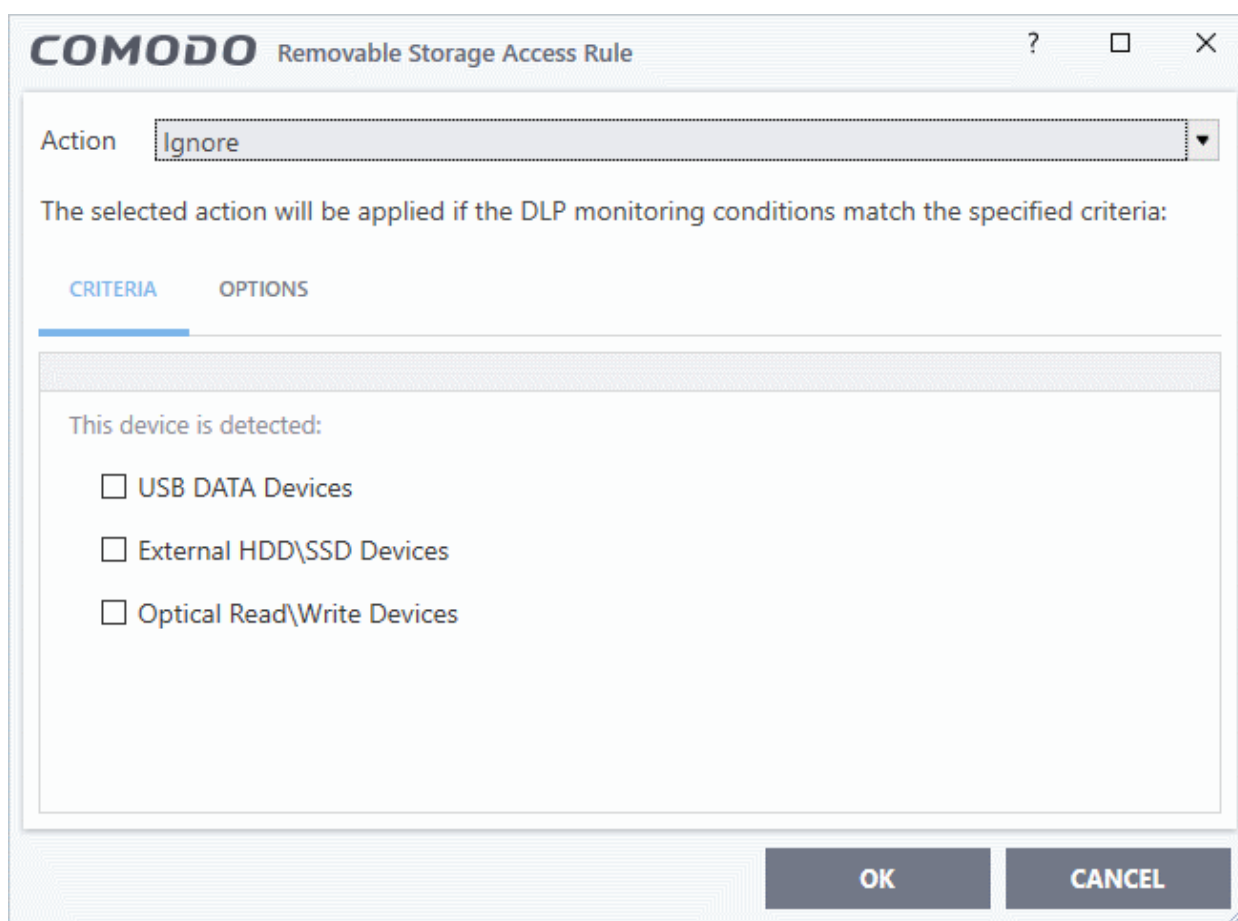 COMODO Removable Storage Access Rule ?
Action Ignore
The selected action will be applied if the DLP monitoring conditions match the specified criteria:
CRITERIA OPTIONS
This device is detected:
USB DATA Devices
External HDD\SSD Devices
Optical Read\Write Devices
OK CANCEL